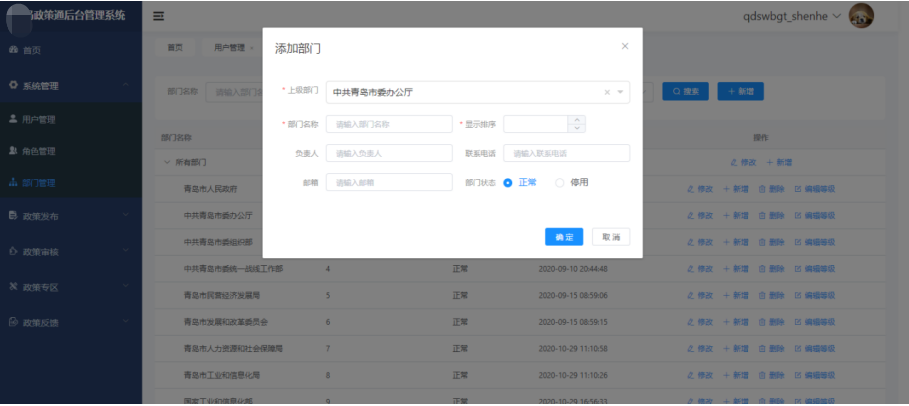 政策通后台管理系统
qdswbgt_shenhe
首页
系统管理
用户管理
角色管理
部门管理
政策发布
政策审核
政策专区
政策反馈
首页 用户管理
部门名称 请输入部门名 搜索 + 新增
部门名称 操作
所有部门 修改 + 新增
添加部门
* 上级部门 中共青岛市委办公厅
* 部门名称 请输入部门名称 * 显示排序
负责人 请输入负责人 联系电话 请输入联系电话
邮箱 请输入邮箱 部门状态 正常 停用
确定 取消
青岛市人民政府 修改 + 新增 删除 编辑等级
中共青岛市委办公厅 修改 + 新增 删除 编辑等级
中共青岛市委组织部 修改 + 新增 删除 编辑等级
中共青岛市委统一战线工作部 4 正常 2020-09-10 20:44:48 修改 + 新增 删除 编辑等级
青岛市民营经济发展局 5 正常 2020-09-15 08:59:06 修改 + 新增 删除 编辑等级
青岛市发展和改革委员会 6 正常 2020-09-15 08:59:15 修改 + 新增 删除 编辑等级
青岛市人力资源和社会保障局 7 正常 2020-10-29 11:10:58 修改 + 新增 删除 编辑等级
青岛市工业和信息化局 8 正常 2020-10-29 11:10:26 修改 + 新增 删除 编辑等级
国家工业和信息化部 9 正常 2020-10-29 16:56:33 修改 + 新增 删除 编辑等级